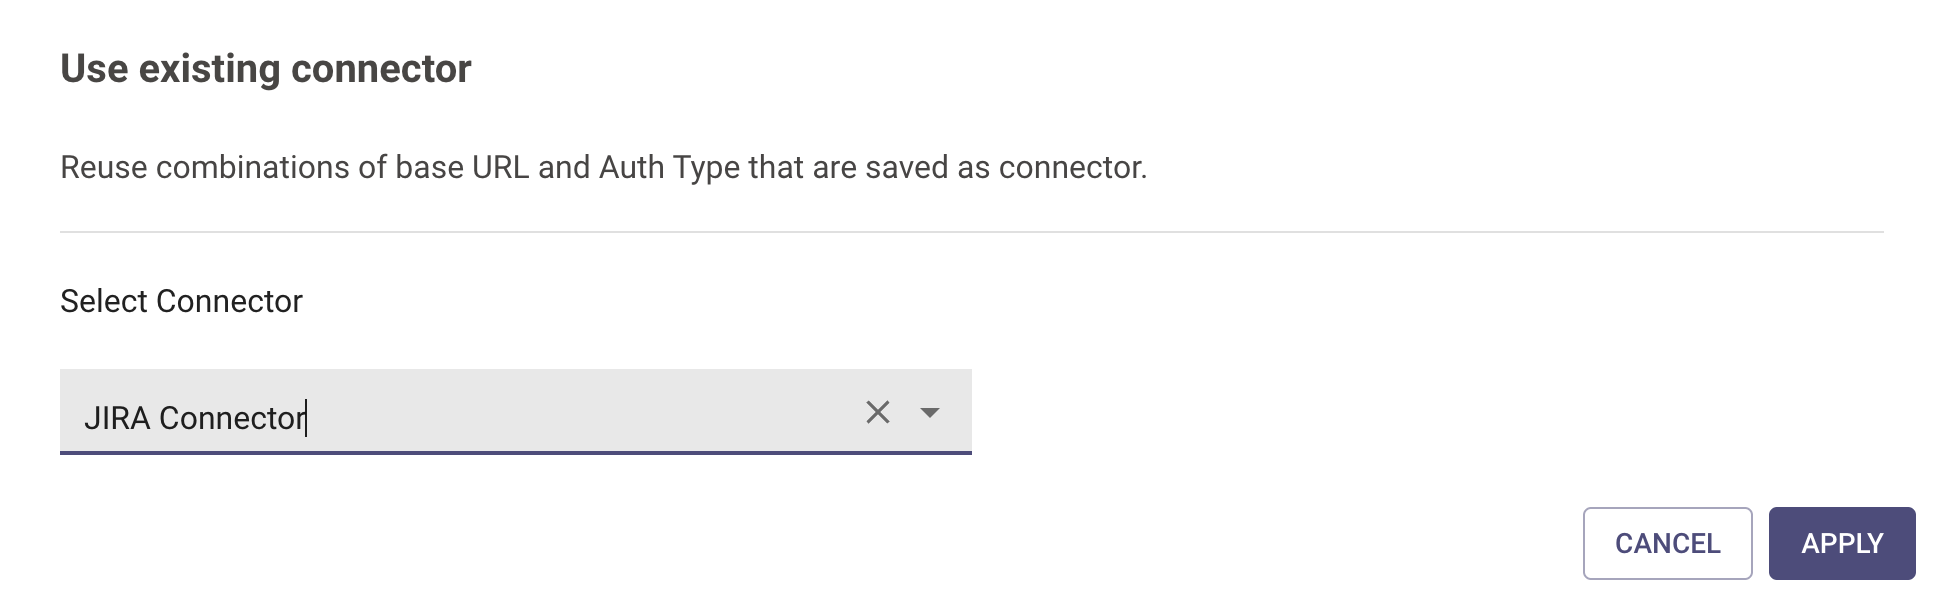 Use existing connector
Reuse combinations of base URL and Auth Type that are saved as connector.
Select Connector
JIRA Connector
CANCEL APPLY